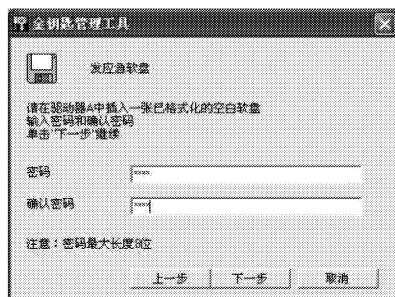 金钥匙管理工具
发应急软盘
请在驱动器A中插入一张已格式化的空白软盘
输入密码和确认密码
单击'下一步'继续
密码
****
确认密码
****
注意：密码最大长度8位
上一步 下一步 取消